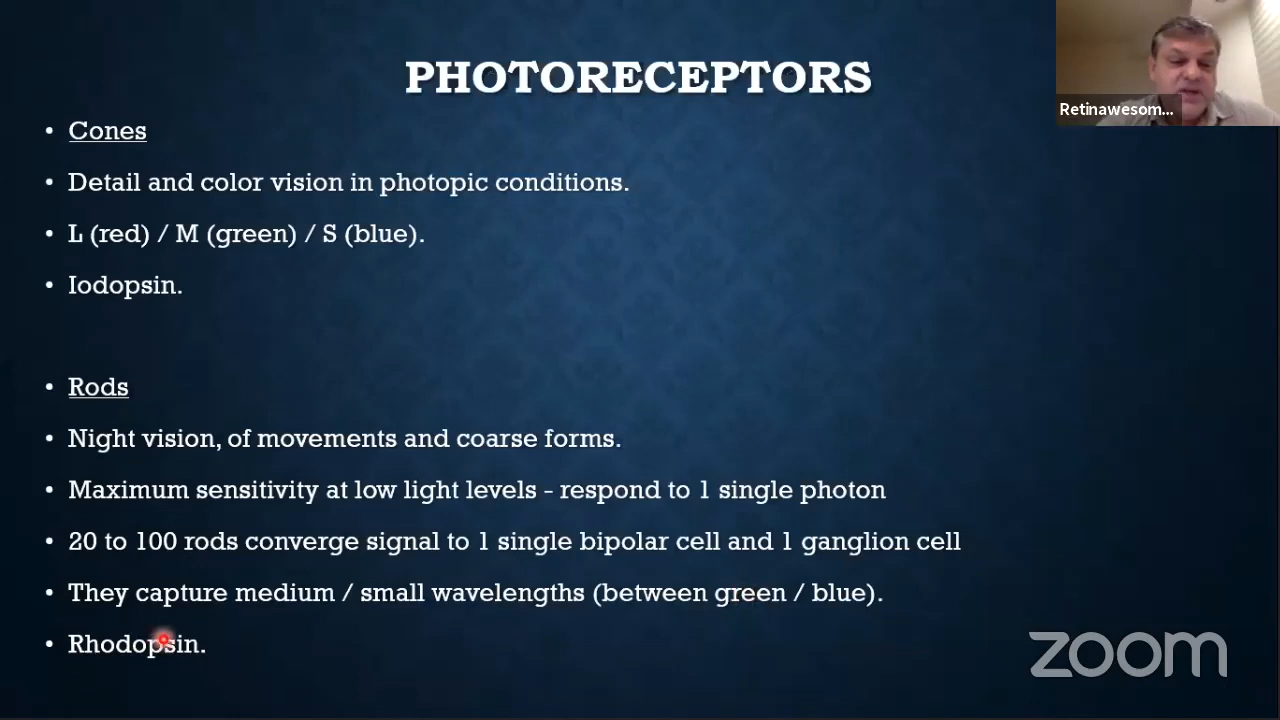 PHOTORECEPTORS
Retinawesom...
• Cones
• Detail and color vision in photopic conditions.
• L (red) / M (green) / S (blue).
• Iodopsin.
• Rods
• Night vision, of movements and coarse forms.
• Maximum sensitivity at low light levels - respond to 1 single photon
• 20 to 100 rods converge signal to 1 single bipolar cell and 1 ganglion cell
• They capture medium / small wavelengths (between green / blue).
• Rhodopsin.
zoom